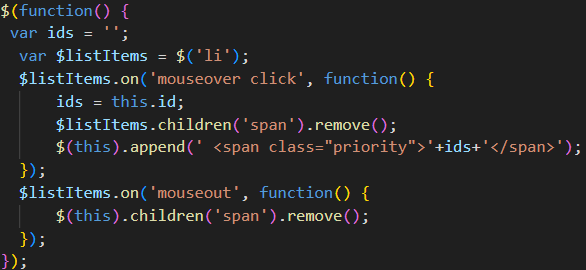 $(function() {
 var ids = '';
  var $listItems = $('li');
  $listItems.on('mouseover click', function() {
      ids = this.id;
      $listItems.children('span').remove();
      $(this).append(' <span class="priority">'+ids+'</span>');
  });
  $listItems.on('mouseout', function() {
      $(this).children('span').remove();
  });
});